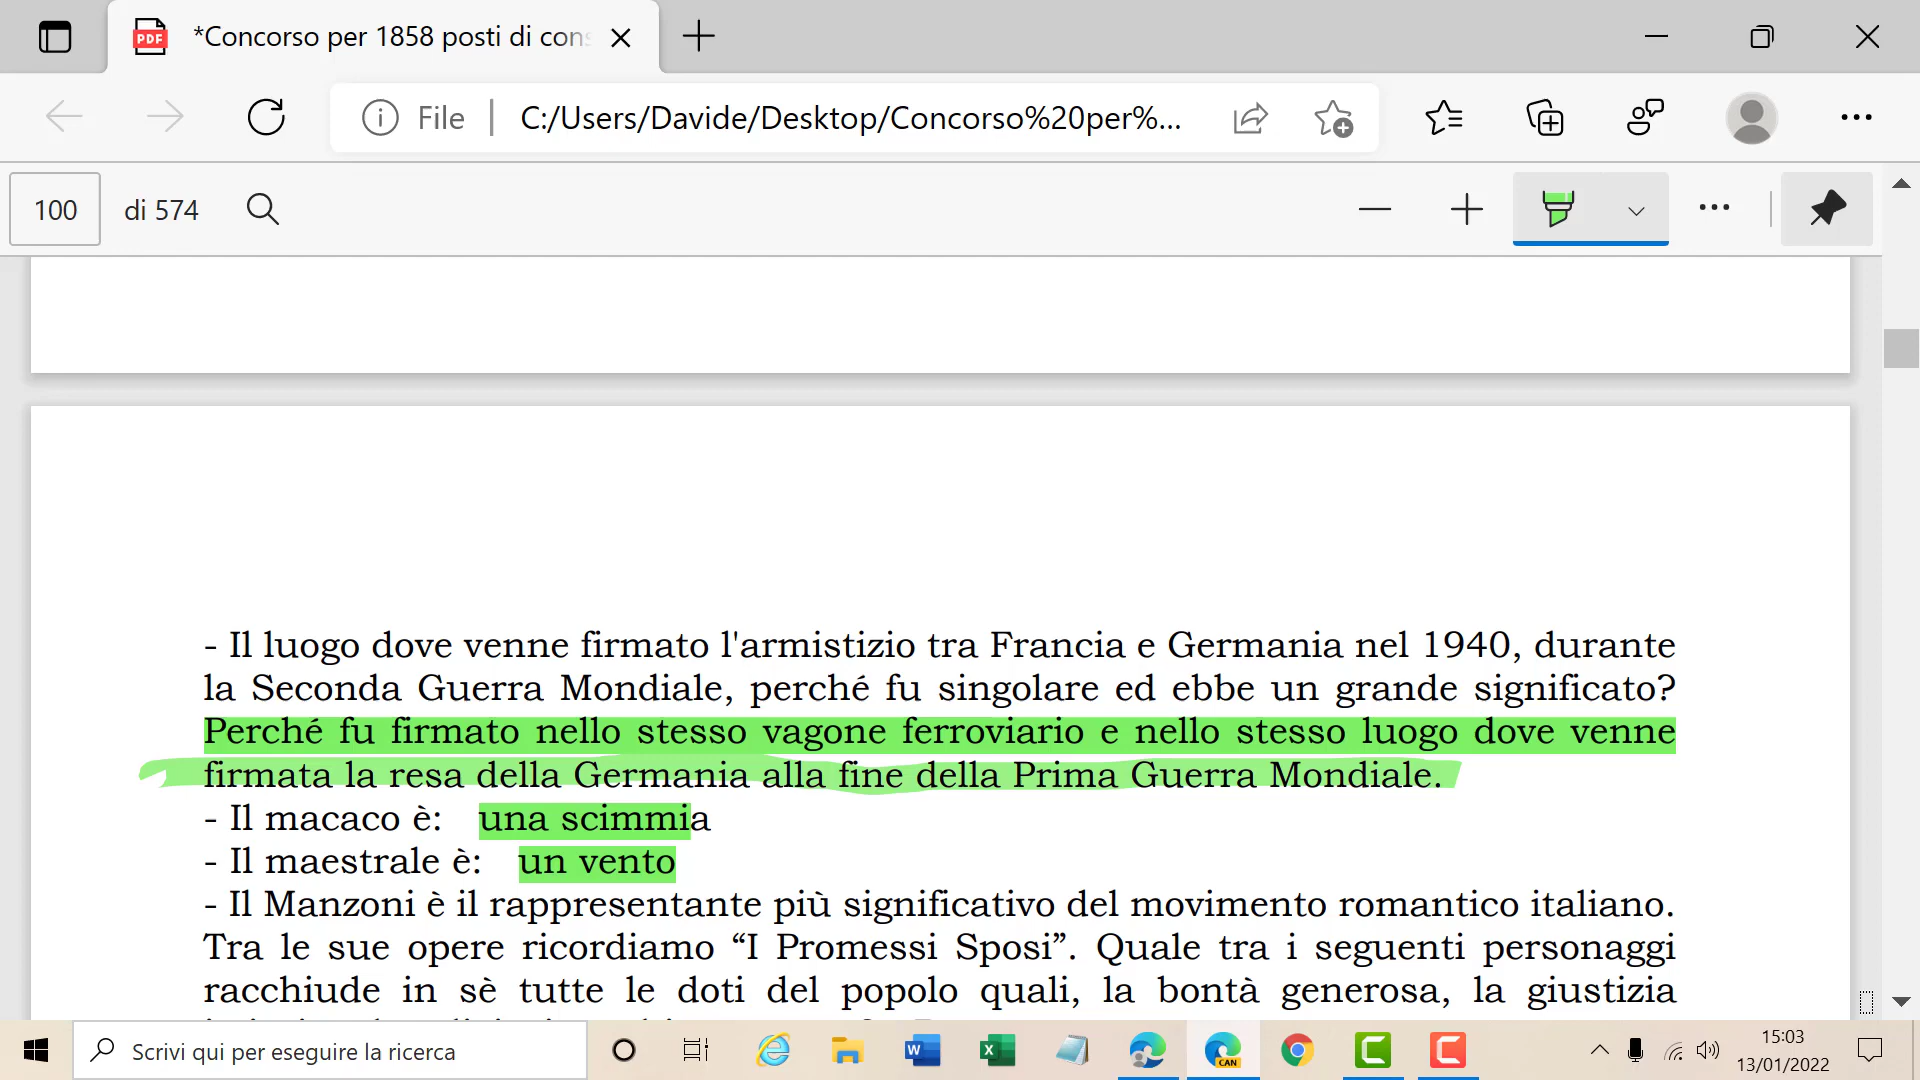 *Concorso per 1858 posti di con
File
C:/Users/Davide/Desktop/Concorso%20per%...
100
di 574
- Il luogo dove venne firmato l'armistizio tra Francia e Germania nel 1940, durante
la Seconda Guerra Mondiale, perché fu singolare ed ebbe un grande significato?
Perché fu firmato nello stesso vagone ferroviario e nello stesso luogo dove venne
firmata la resa della Germania alla fine della Prima Guerra Mondiale.
- Il macaco è: una scimmia
- Il maestrale è: un vento
- Il Manzoni è il rappresentante più significativo del movimento romantico italiano.
Tra le sue opere ricordiamo “I Promessi Sposi”. Quale tra i seguenti personaggi
racchiude in sè tutte le doti del popolo quali, la bontà generosa, la giustizia
Scrivi qui per eseguire la ricerca
CAN
15:03
13/01/2022